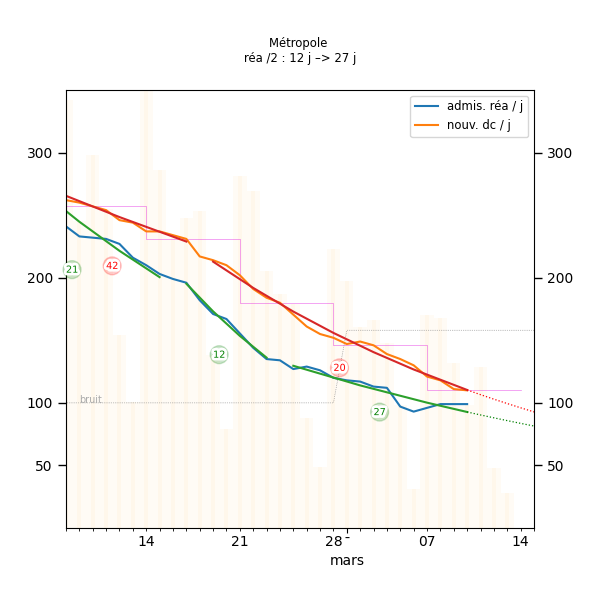 Métropole
réa /2 : 12 j –> 27 j
admis. réa / j
nouv. dc / j
300 300
21 42
200 200
12
20
27
bruit
100 100
50 50
14 21 28 07 14
mars